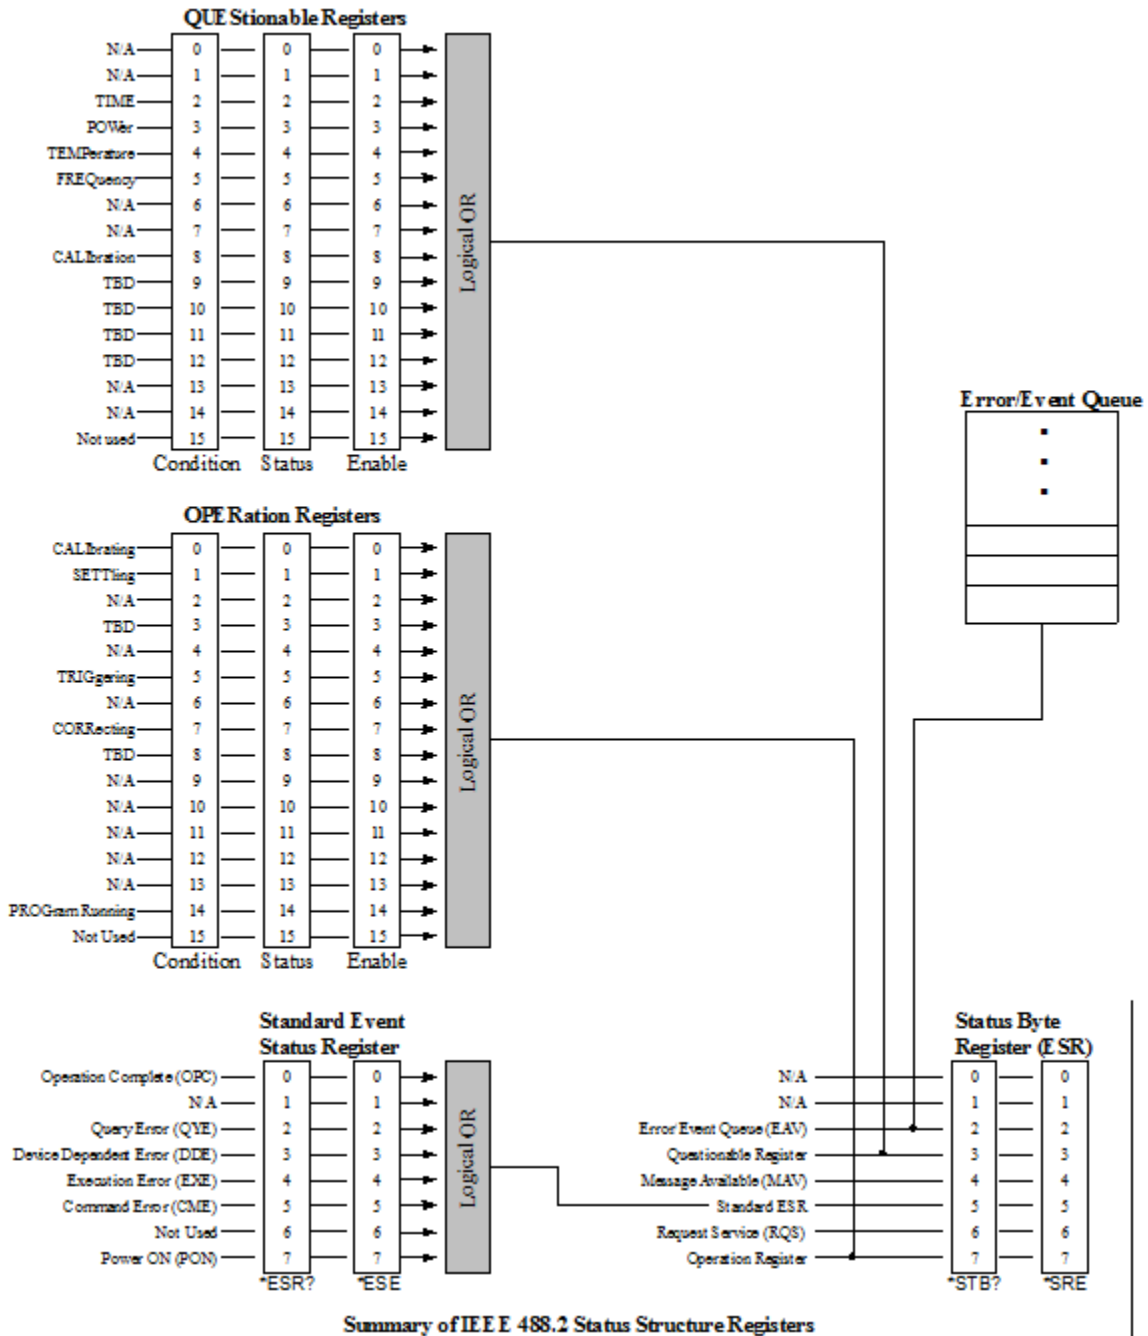 QUEStionable Registers
N/A 0 0 0
N/A 1 1 1
TIME 2 2 2
POWer 3 3 3
TEMPerature 4 4 4
FREQuency 5 5 5
N/A 6 6 6
N/A 7 7 7
CALIbration 8 8 8
TBD 9 9 9
TBD 10 10 10
TBD 11 11 11
TBD 12 12 12
N/A 13 13 13
N/A 14 14 14
Not used 15 15 15
Condition Status Enable
Logical OR
Error/Event Queue
OPERation Registers
CALIbrating 0 0 0
SETTling 1 1 1
N/A 2 2 2
TBD 3 3 3
N/A 4 4 4
TRIGgering 5 5 5
N/A 6 6 6
CORRecting 7 7 7
TBD 8 8 8
N/A 9 9 9
N/A 10 10 10
N/A 11 11 11
N/A 12 12 12
N/A 13 13 13
PROGram Running 14 14 14
Not Used 15 15 15
Condition Status Enable
Logical OR
Standard Event
Status Register
Operation Complete (OPC) 0 0
N/A 1 1
Query Error (QYE) 2 2
Device Dependent Error (DDE) 3 3
Execution Error (EXE) 4 4
Command Error (CME) 5 5
Not Used 6 6
Power ON (PON) 7 7
*ESR? *ESE
Logical OR
Status Byte
Register (ESR)
N/A 0 0
N/A 1 1
Error/Event Queue (EAV) 2 2
Questionable Register 3 3
Message Available (MAV) 4 4
Standard ESR 5 5
Request Service (RQS) 6 6
Operation Register 7 7
*STB? *SRE
Summary of IEEE 488.2 Status Structure Registers